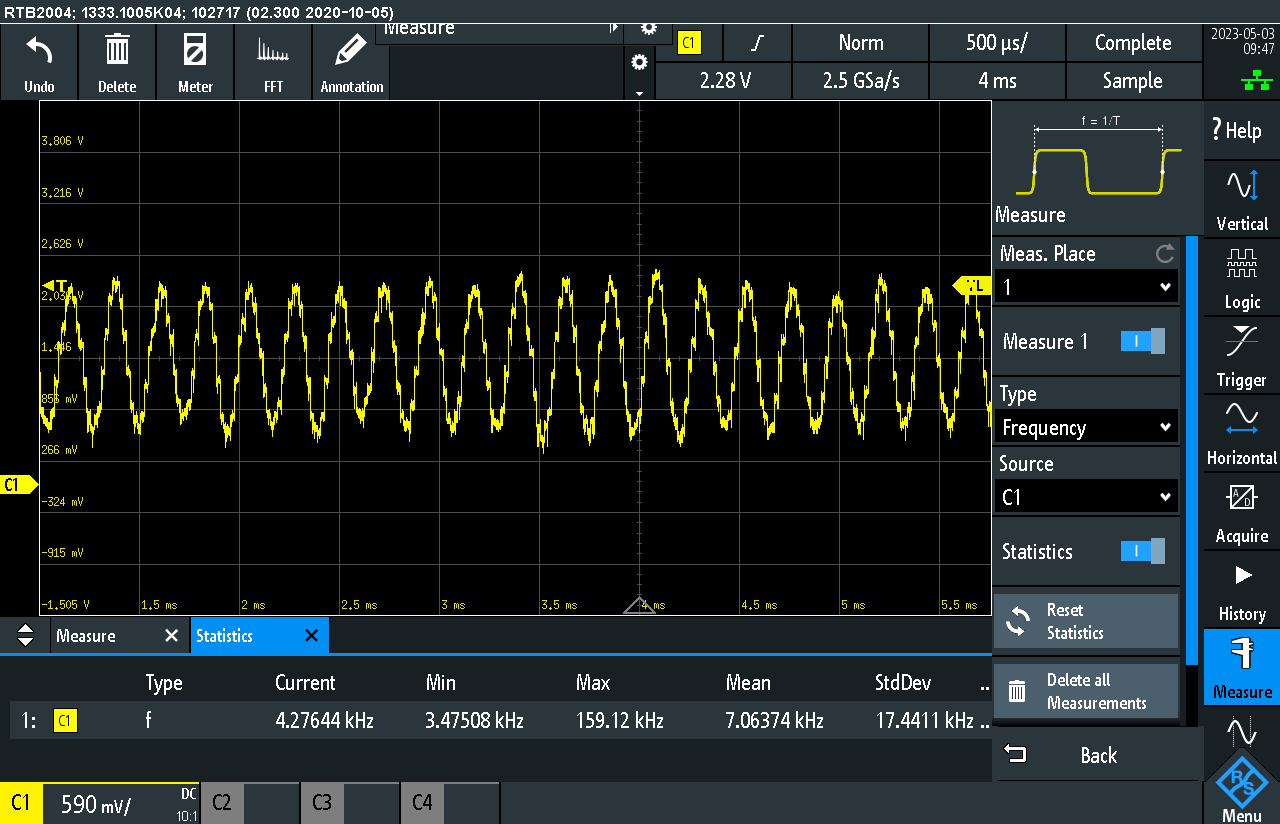 RTB2004; 1333.1005K04; 102717 (02.300 2020-10-05)
Undo
Delete
Meter
FFT
Annotation
Measure
C1
Norm
500 µs/
Complete
2.28 V
2.5 GSa/s
4 ms
Sample
2023-05-03
09:47
3.806 V
3.216 V
2.626 V
T
TL
1.446 V
266 mV
C1
-324 mV
-915 mV
-1.505 V
1.5 ms
2 ms
2.5 ms
3 ms
3.5 ms
4 ms
4.5 ms
5 ms
5.5 ms
f = 1/T
Measure
Meas. Place
1
Measure 1
Type
Frequency
Source
C1
Statistics
Reset
Statistics
Delete all
Measurements
Back
? Help
Vertical
Logic
Trigger
Horizontal
A/D
Acquire
History
Measure
R&S
Menu
Measure
Statistics
Type Current Min Max Mean StdDev ..
1: C1 f 4.27644 kHz 3.47508 kHz 159.12 kHz 7.06374 kHz 17.4411 kHz ..
C1 590 mV/ DC
10:1
C2
C3
C4